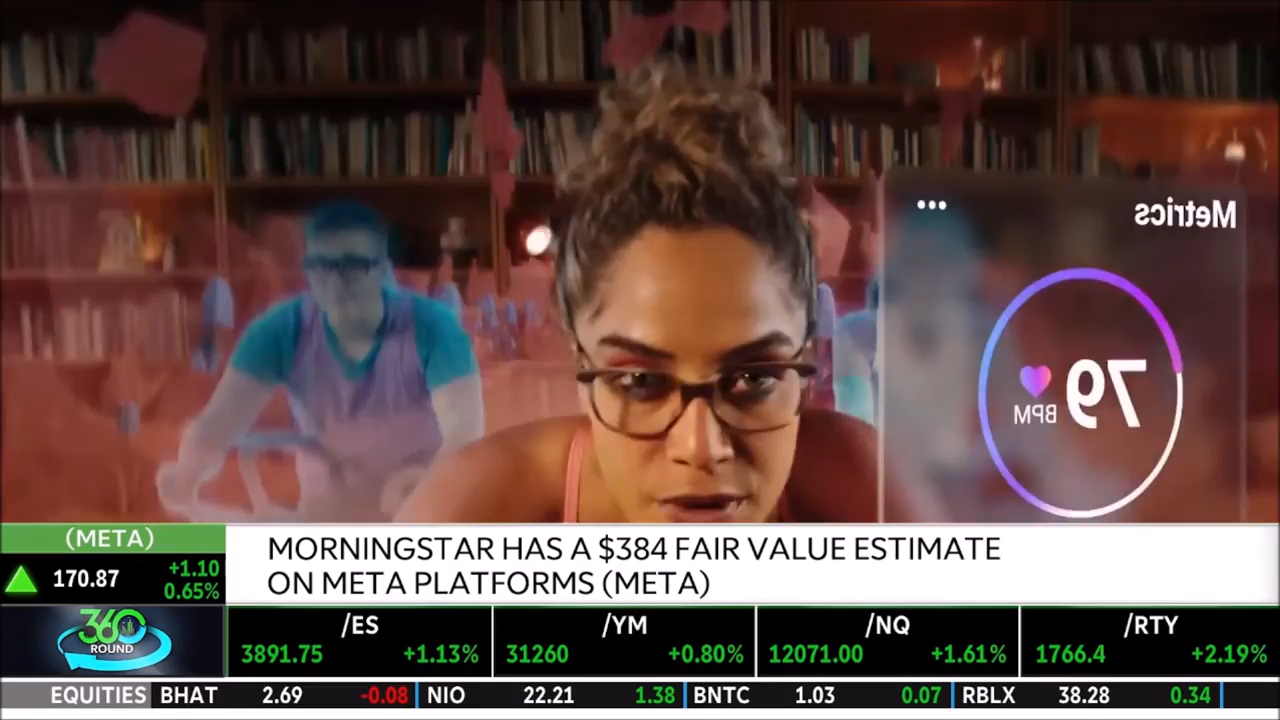 •••
Metrics
79
BPM
(META)
170.87
+1.10
0.65%
MORNINGSTAR HAS A $384 FAIR VALUE ESTIMATE
ON META PLATFORMS (META)
360
ROUND
/ES
3891.75 +1.13%
/YM
31260 +0.80%
/NQ
12071.00 +1.61%
/RTY
1766.4 +2.19%
EQUITIES BHAT 2.69 -0.08 NIO 22.21 1.38 BNTC 1.03 0.07 RBLX 38.28 0.34